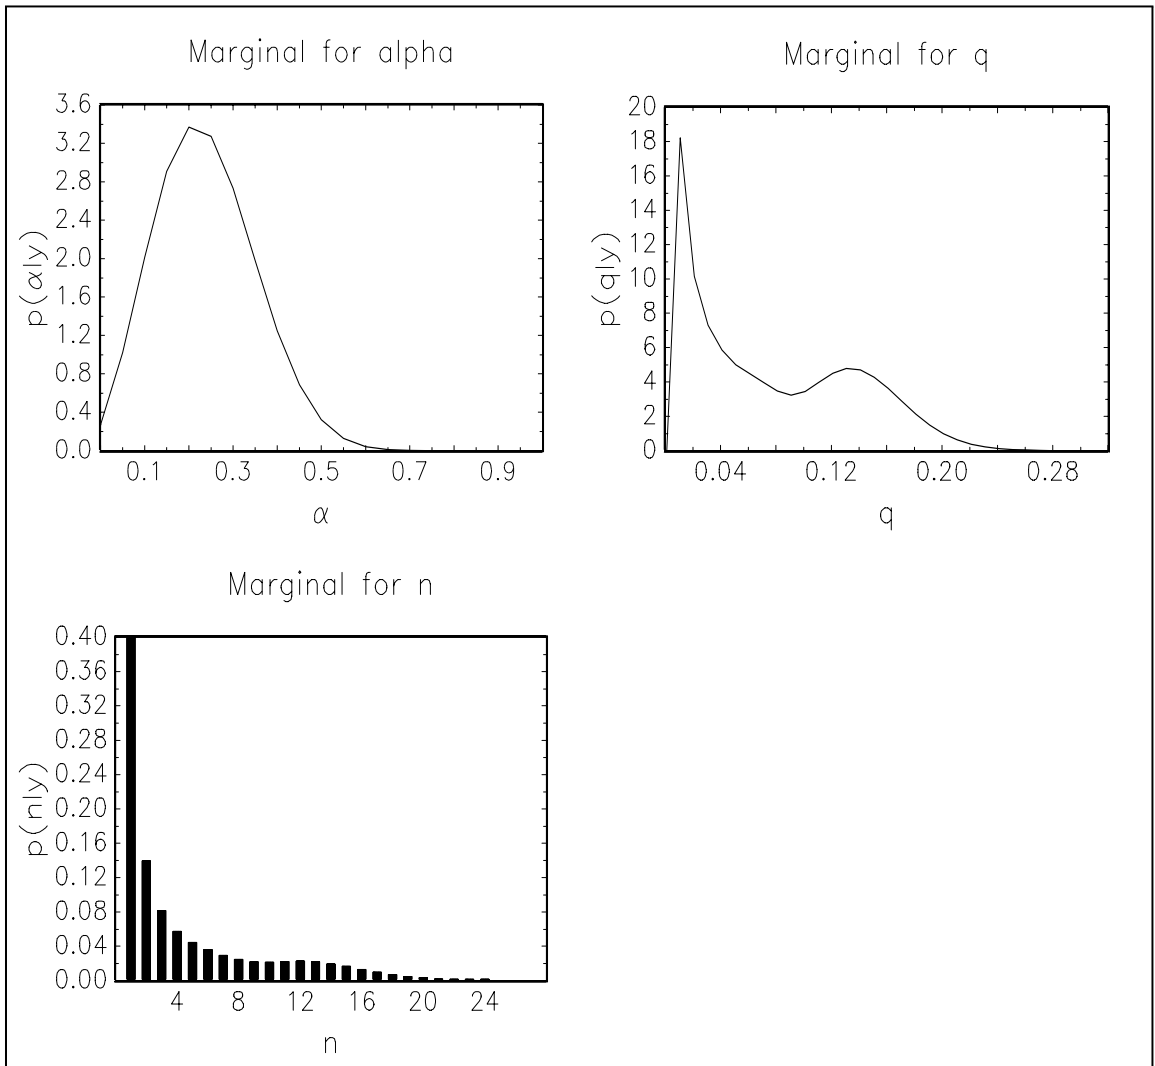 Marginal for alpha
3.6
3.2
2.8
2.4
2.0
1.6
1.2
0.8
0.4
0.0
p(α|y)
0.1 0.3 0.5 0.7 0.9
α
Marginal for q
20
18
16
14
12
10
8
6
4
2
0
p(q|y)
0.04 0.12 0.20 0.28
q
Marginal for n
0.40
0.36
0.32
0.28
0.24
0.20
0.16
0.12
0.08
0.04
0.00
p(n|y)
4 8 12 16 20 24
n